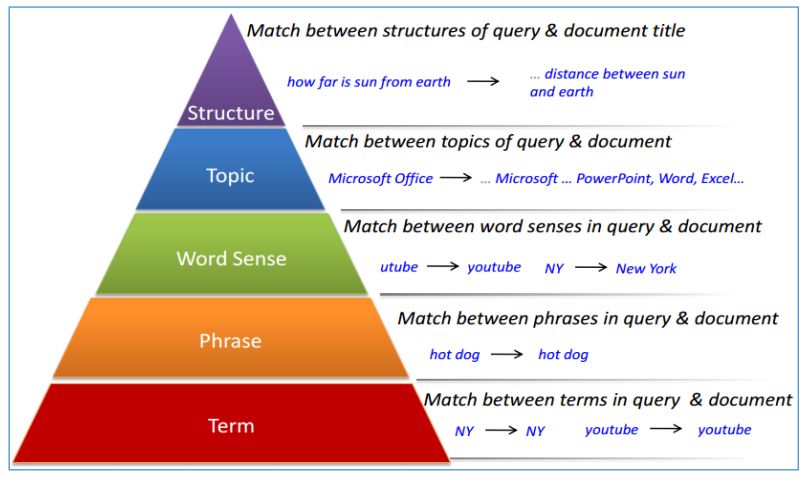 Match between structures of query & document title
how far is sun from earth → ... distance between sun
and earth
Structure
Match between topics of query & document
Topic
Microsoft Office → ... Microsoft ... PowerPoint, Word, Excel...
Match between word senses in query & document
Word Sense
utube → youtube NY → New York
Match between phrases in query & document
Phrase
hot dog → hot dog
Match between terms in query & document
Term
NY → NY youtube → youtube